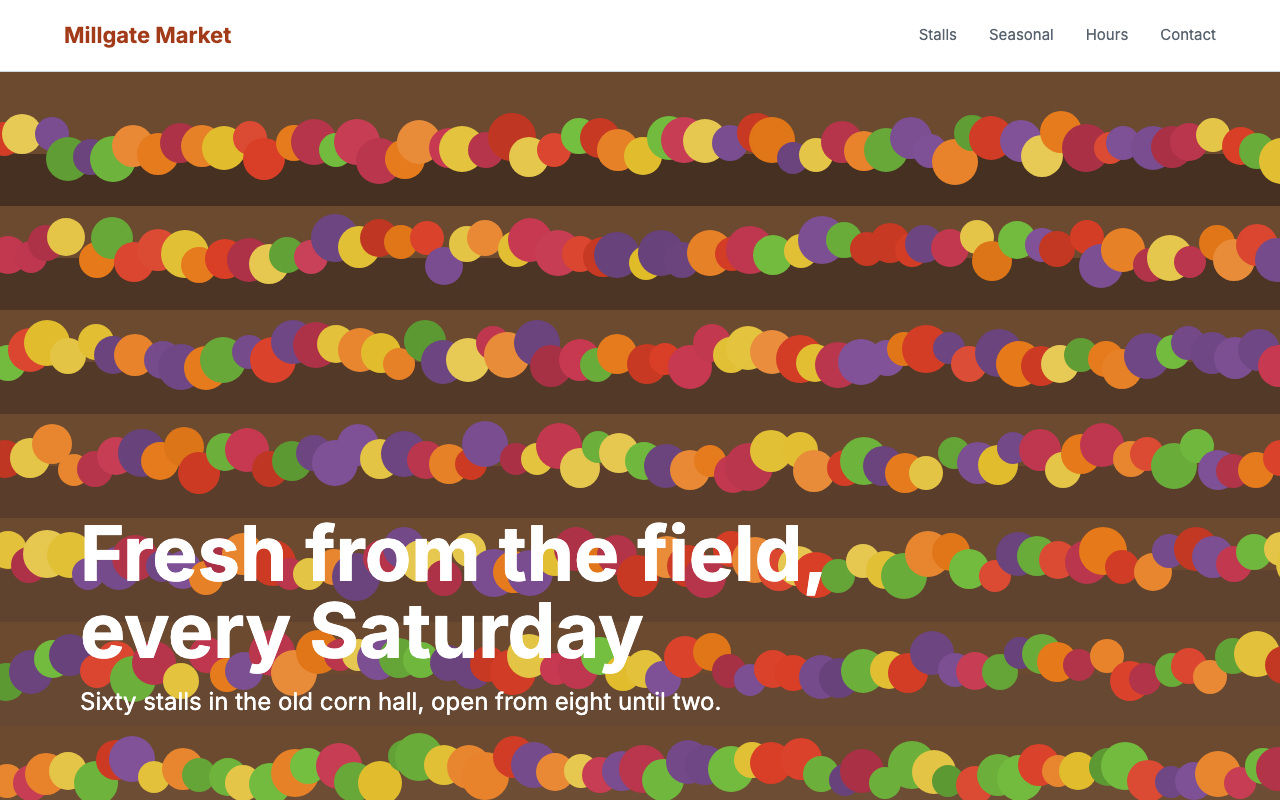 Millgate Market
Stalls Seasonal Hours Contact
Fresh from the field,
every Saturday
Sixty stalls in the old corn hall, open from eight until two.